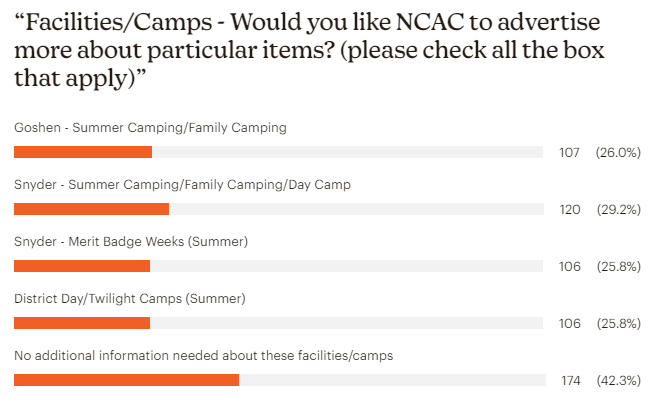 “Facilities/Camps - Would you like NCAC to advertise
more about particular items? (please check all the box
that apply)”
Goshen - Summer Camping/Family Camping
107 (26.0%)
Snyder - Summer Camping/Family Camping/Day Camp
120 (29.2%)
Snyder - Merit Badge Weeks (Summer)
106 (25.8%)
District Day/Twilight Camps (Summer)
106 (25.8%)
No additional information needed about these facilities/camps
174 (42.3%)